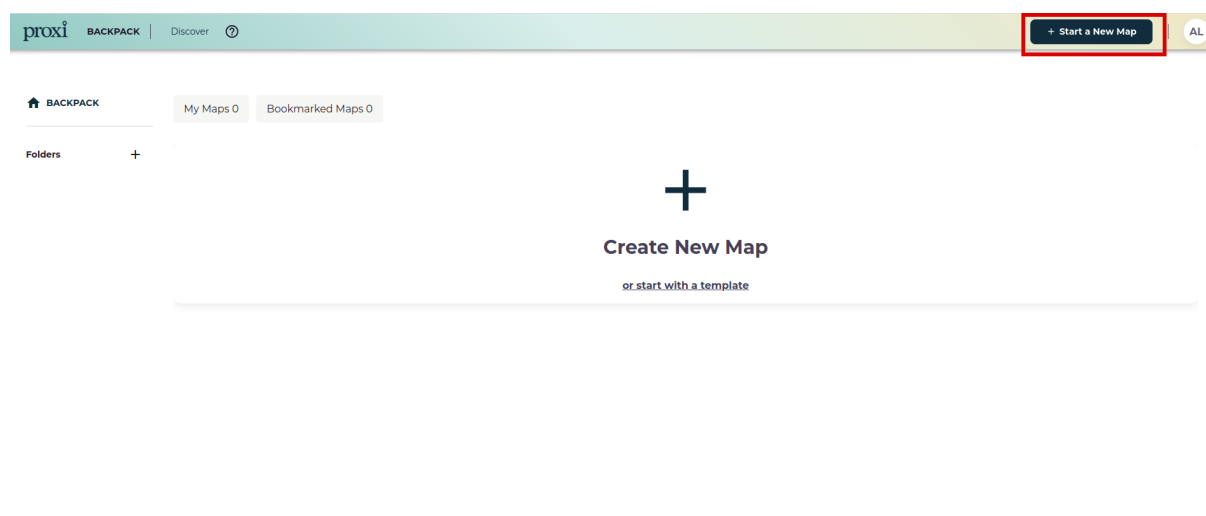 proxi BACKPACK Discover ? + Start a New Map AL
BACKPACK
My Maps 0 Bookmarked Maps 0
Folders +
Create New Map
or start with a template